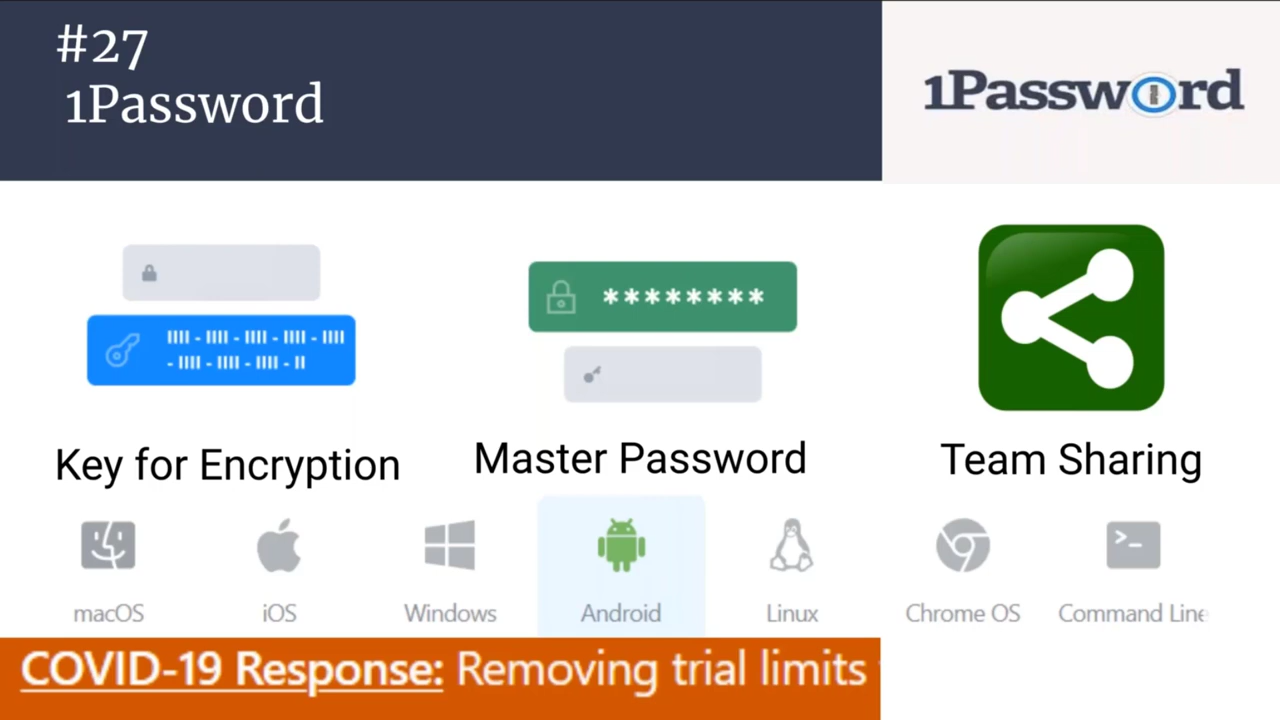 #27
1Password
1Password
********
Key for Encryption
Master Password
Team Sharing
macOS
iOS
Windows
Android
Linux
Chrome OS
Command Line
COVID-19 Response: Removing trial limits